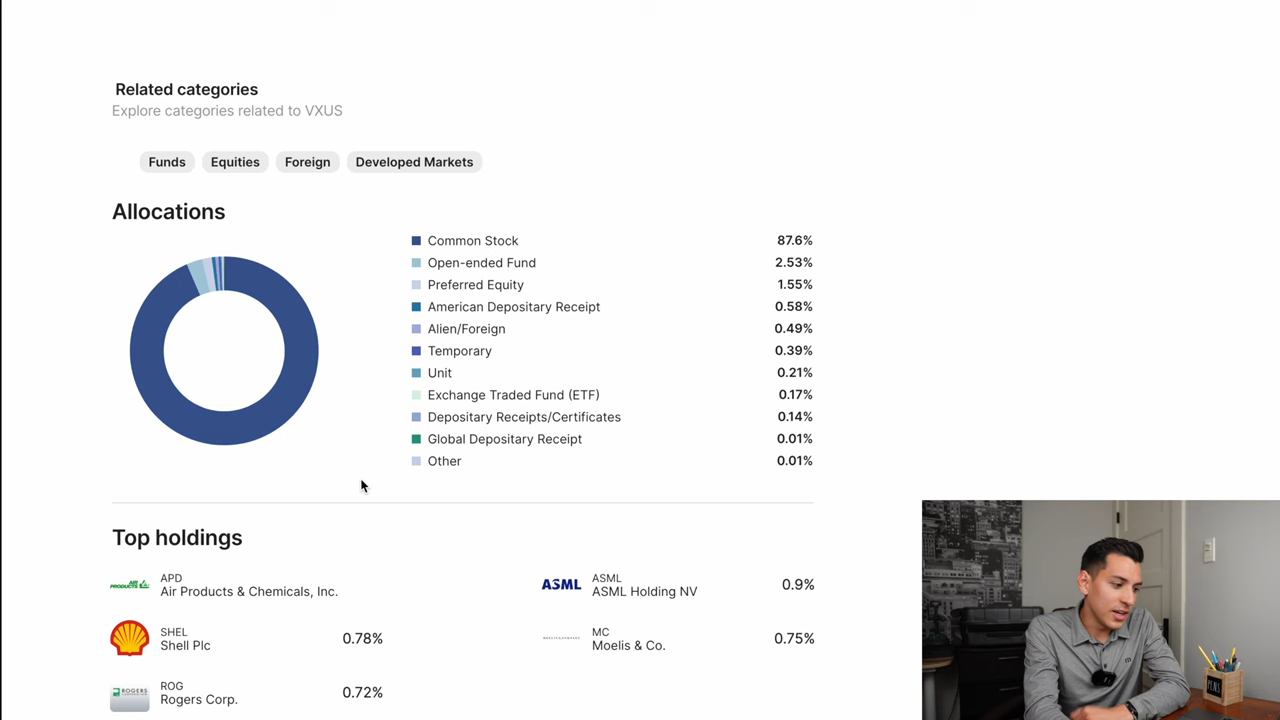 Related categories
Explore categories related to VXUS
Funds
Equities
Foreign
Developed Markets
Allocations
Common Stock 87.6%
Open-ended Fund 2.53%
Preferred Equity 1.55%
American Depositary Receipt 0.58%
Alien/Foreign 0.49%
Temporary 0.39%
Unit 0.21%
Exchange Traded Fund (ETF) 0.17%
Depositary Receipts/Certificates 0.14%
Global Depositary Receipt 0.01%
Other 0.01%
Top holdings
AIR PRODUCTS
APD
Air Products & Chemicals, Inc.
ASML
ASML
ASML Holding NV
0.9%
SHEL
Shell Plc
0.78%
MC
Moelis & Co.
0.75%
ROGERS
ROG
Rogers Corp.
0.72%
PENS